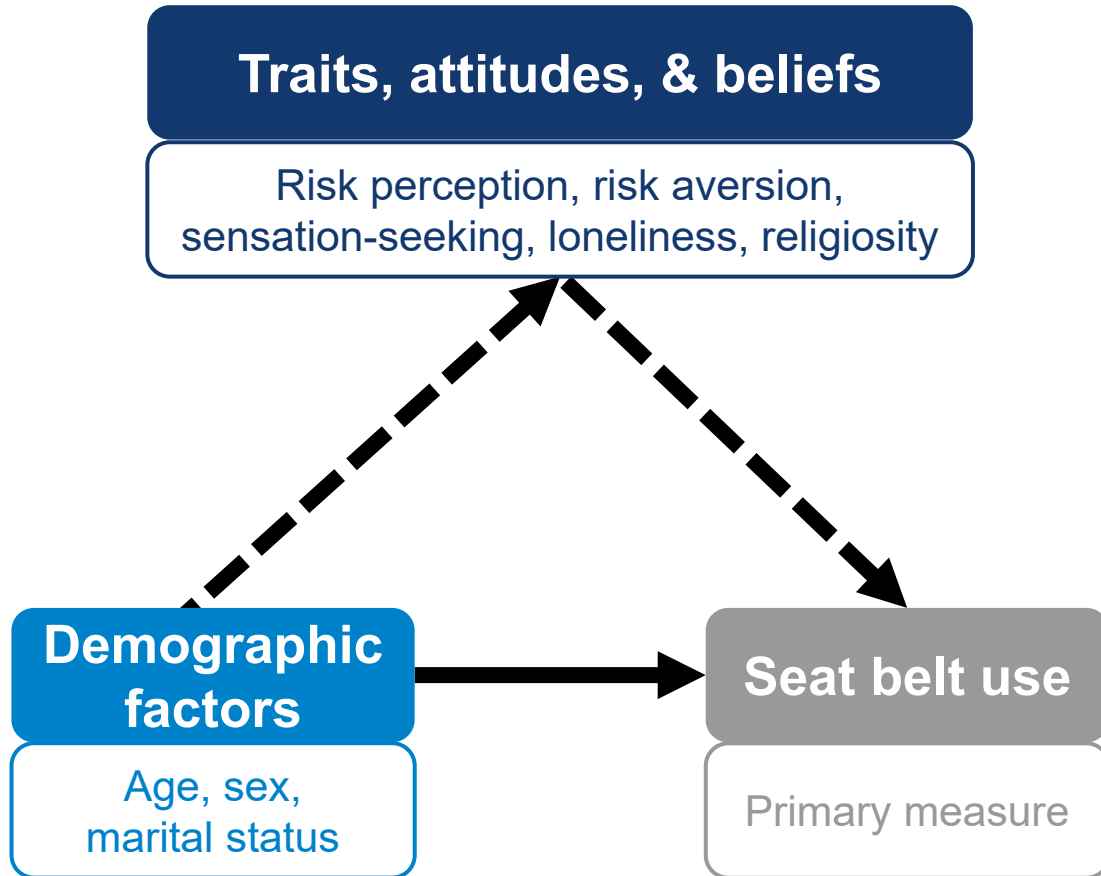 Traits, attitudes, & beliefs
Risk perception, risk aversion,
sensation-seeking, loneliness, religiosity
Demographic
factors
Age, sex,
marital status
Seat belt use
Primary measure